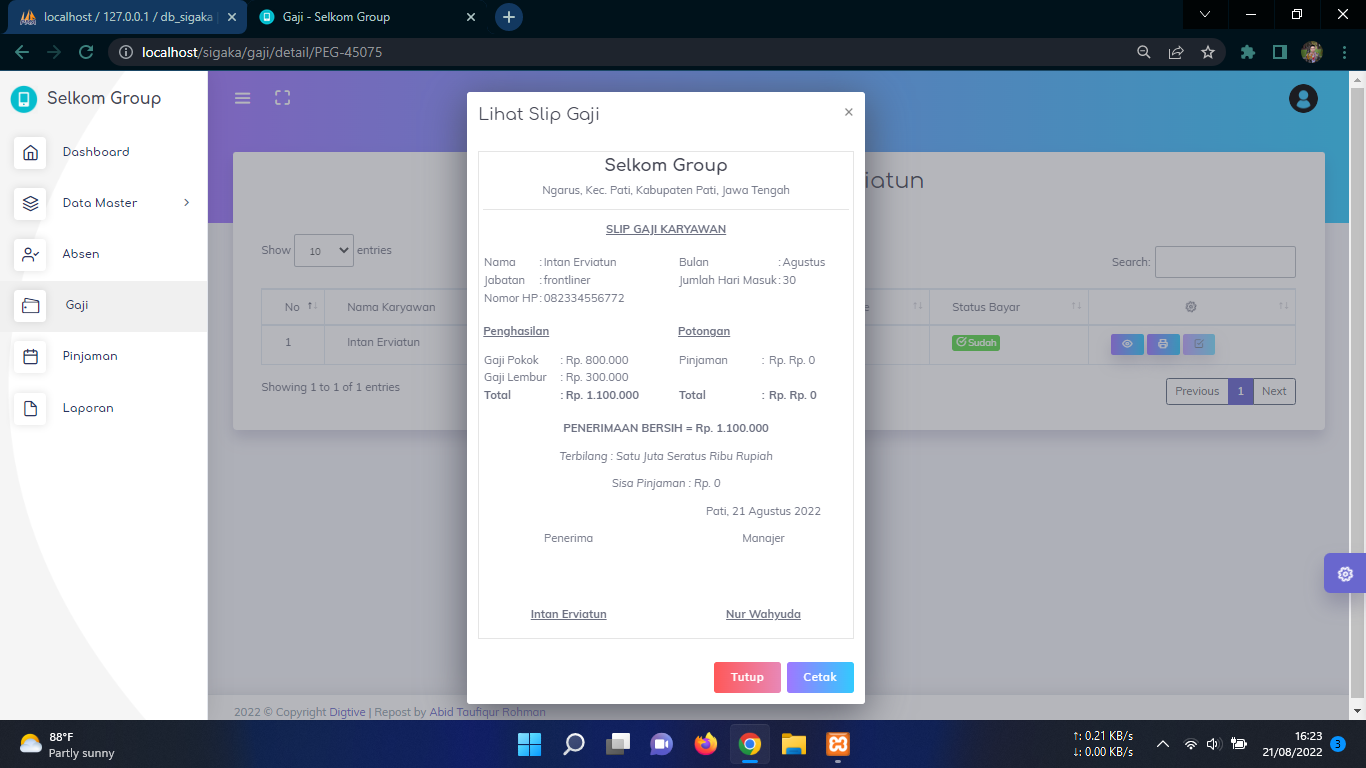 localhost / 127.0.0.1 / db_sigaka
Gaji - Selkom Group
localhost/sigaka/gaji/detail/PEG-45075
Selkom Group
Dashboard
Data Master
Absen
Gaji
Pinjaman
Laporan
iatun
Show 10 entries
Search:
No
Nama Karyawan
Status Bayar
1
Intan Erviatun
Sudah
Showing 1 to 1 of 1 entries
Previous 1 Next
Lihat Slip Gaji ×
Selkom Group
Ngarus, Kec. Pati, Kabupaten Pati, Jawa Tengah
SLIP GAJI KARYAWAN
Nama : Intan Erviatun Bulan : Agustus
Jabatan : frontliner Jumlah Hari Masuk : 30
Nomor HP : 082334556772
Penghasilan Potongan
Gaji Pokok : Rp. 800.000 Pinjaman : Rp. Rp. 0
Gaji Lembur : Rp. 300.000
Total : Rp. 1.100.000 Total : Rp. Rp. 0
PENERIMAAN BERSIH = Rp. 1.100.000
Terbilang : Satu Juta Seratus Ribu Rupiah
Sisa Pinjaman : Rp. 0
Pati, 21 Agustus 2022
Penerima Manajer
Intan Erviatun Nur Wahyuda
Tutup Cetak
2022 © Copyright Digtive | Repost by Abid Taufiqur Rohman
88°F
Partly sunny
↑: 0.21 KB/s
↓: 0.00 KB/s
16:23
21/08/2022
3